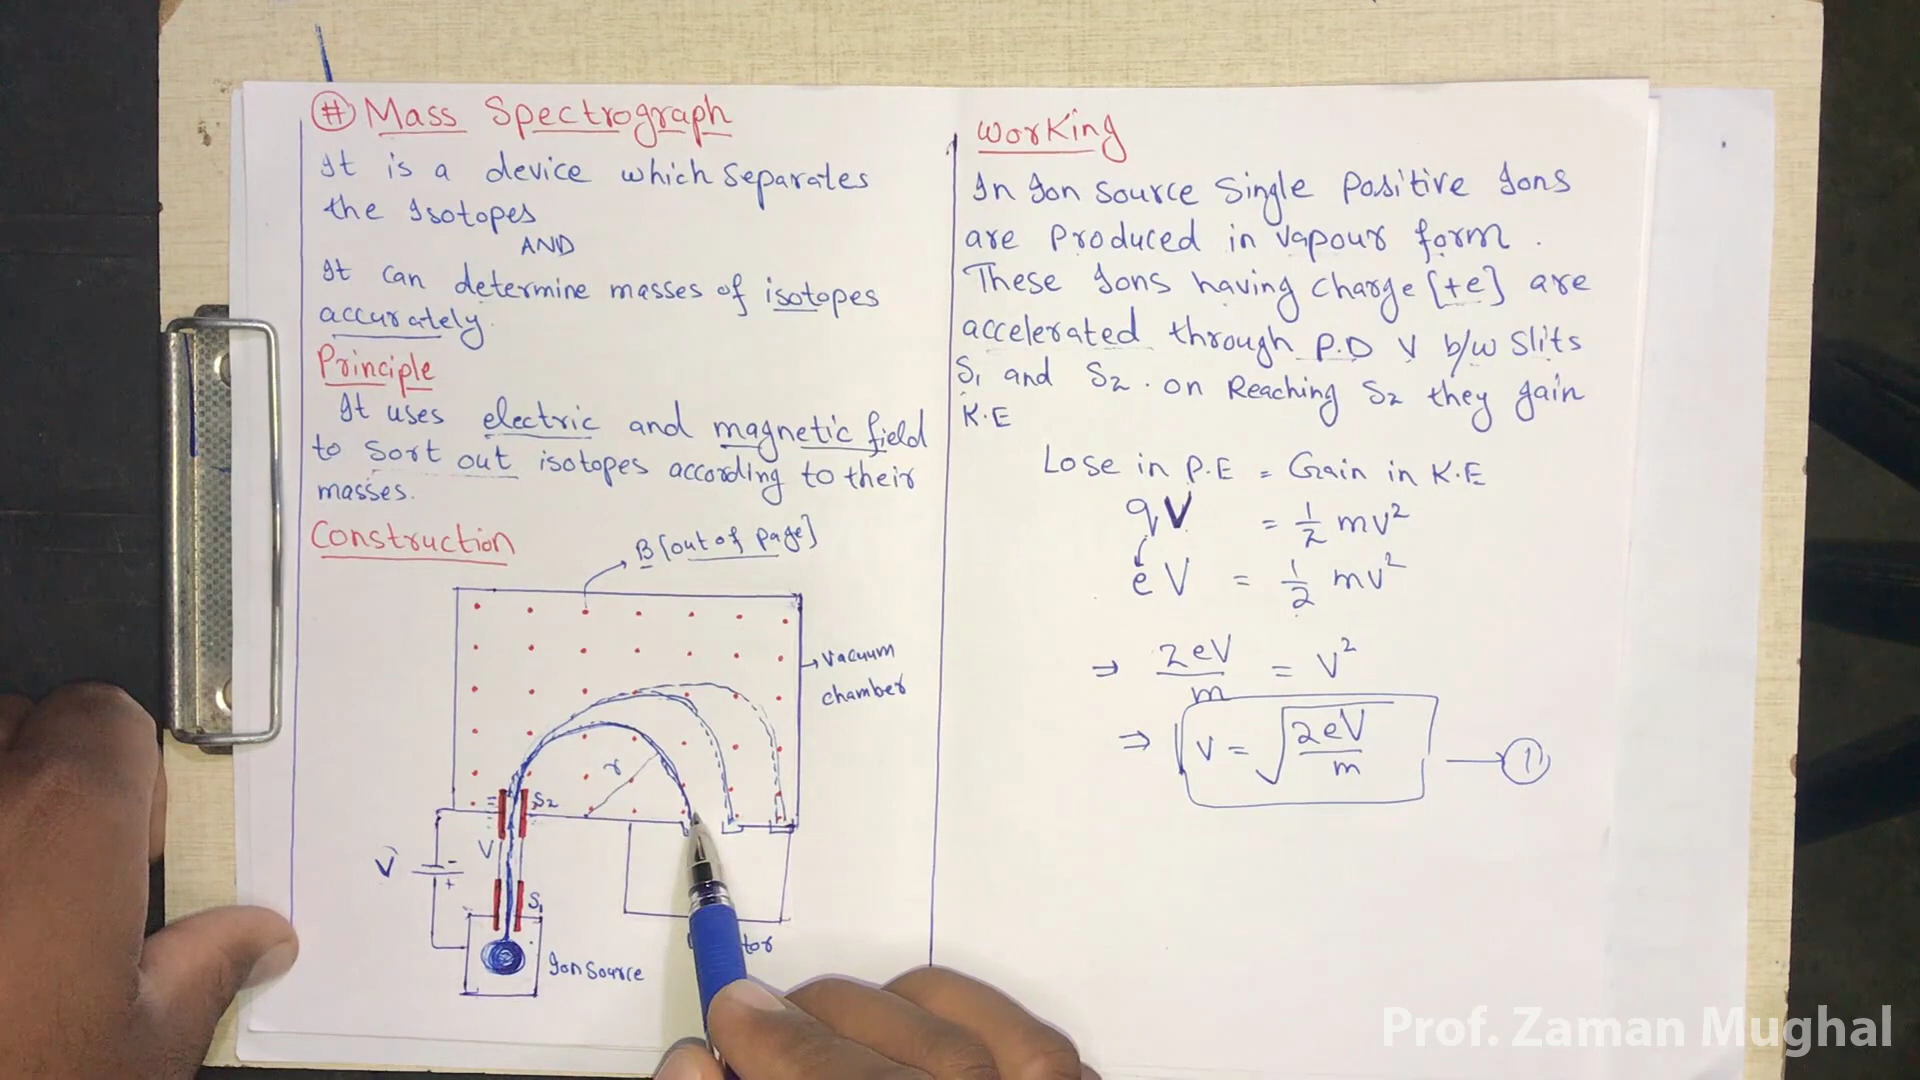 # Mass Spectrograph
It is a device which separates
the Isotopes
AND
It can determine masses of isotopes
accurately.
Principle
It uses electric and magnetic field
to Sort out isotopes according to their
masses.
Construction
B [out of page]
→ Vacuum
chamber
r
S2
V
V
-
+
S1
tor
Ion Source
Working
In Ion Source Single Positive Ions
are Produced in Vapour form.
These Ions having charge [+e] are
accelerated through P.D V b/w Slits
S1 and S2. on Reaching S2 they gain
K.E
Lose in P.E = Gain in K.E
qV = 1/2 mv²
eV = 1/2 mv²
⇒ 2eV/m = V²
⇒ V = √(2eV/m) — 1
Prof. Zaman Mughal